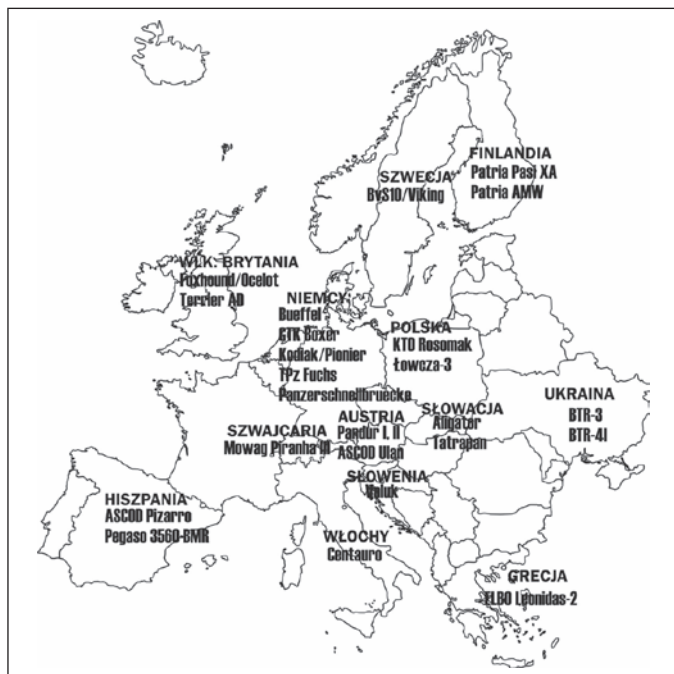 FINLANDIA
Patria Pasi XA
Patria AMW
SZWECJA
BvS10/Viking
WLK. BRYTANIA
Foxhound/Ocelot
Terrier AD
NIEMCY
Bueffel
GTK Boxer
Kodiak/Pionier
TPz Fuchs
Panzerschnellbruecke
POLSKA
KTO Rosomak
Łowcza-3
UKRAINA
BTR-3
BTR-4I
SŁOWACJA
Aligator
Tatrapan
AUSTRIA
Pandur I, II
ASCOD Ulan
SZWAJCARIA
Mowag Piranha III
SŁOWENIA
Valuk
HISZPANIA
ASCOD Pizarro
Pegaso 3560-BMR
WŁOCHY
Centauro
GRECJA
ELBO Leonidas-2